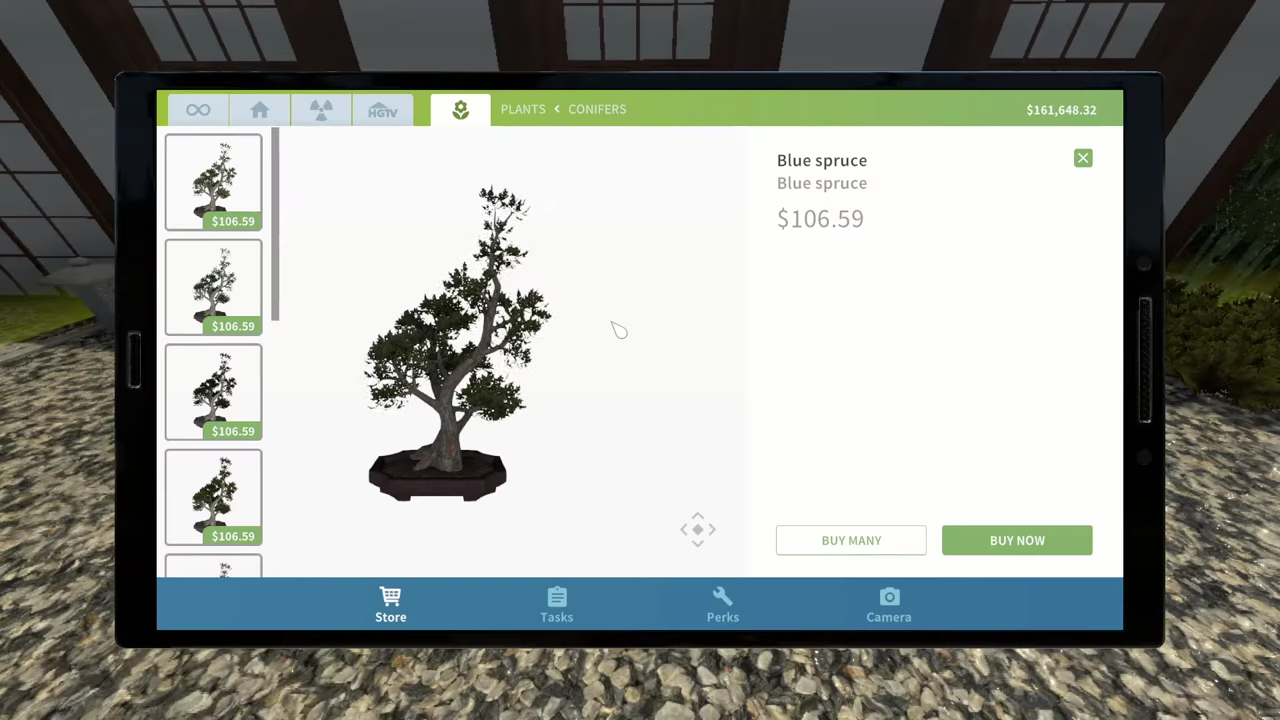 HGTV
PLANTS < CONIFERS
$161,648.32
$106.59
$106.59
$106.59
$106.59
Blue spruce
Blue spruce
$106.59
BUY MANY
BUY NOW
Store
Tasks
Perks
Camera